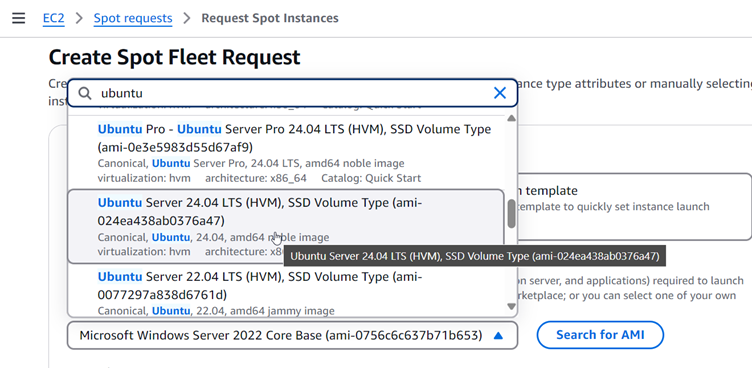 EC2 > Spot requests > Request Spot Instances
Create Spot Fleet Request
ance type attributes or manually selecting
ubuntu
Ubuntu Pro - Ubuntu Server Pro 24.04 LTS (HVM), SSD Volume Type
(ami-0e3e5983d55d67af9)
Canonical, Ubuntu Server Pro, 24.04 LTS, amd64 noble image
virtualization: hvm architecture: x86_64 Catalog: Quick Start
template
template to quickly set instance launch
Ubuntu Server 24.04 LTS (HVM), SSD Volume Type (ami-
024ea438ab0376a47)
Canonical, Ubuntu, 24.04, amd64 noble image
virtualization: hvm architecture:
Ubuntu Server 24.04 LTS (HVM), SSD Volume Type (ami-024ea438ab0376a47)
Ubuntu Server 22.04 LTS (HVM), SSD Volume Type (ami-
0077297a838d6761d)
Canonical, Ubuntu, 22.04, amd64 jammy image
on server, and applications) required to launch
rketplace; or you can select one of your own
Microsoft Windows Server 2022 Core Base (ami-0756c6c637b71b653)
Search for AMI